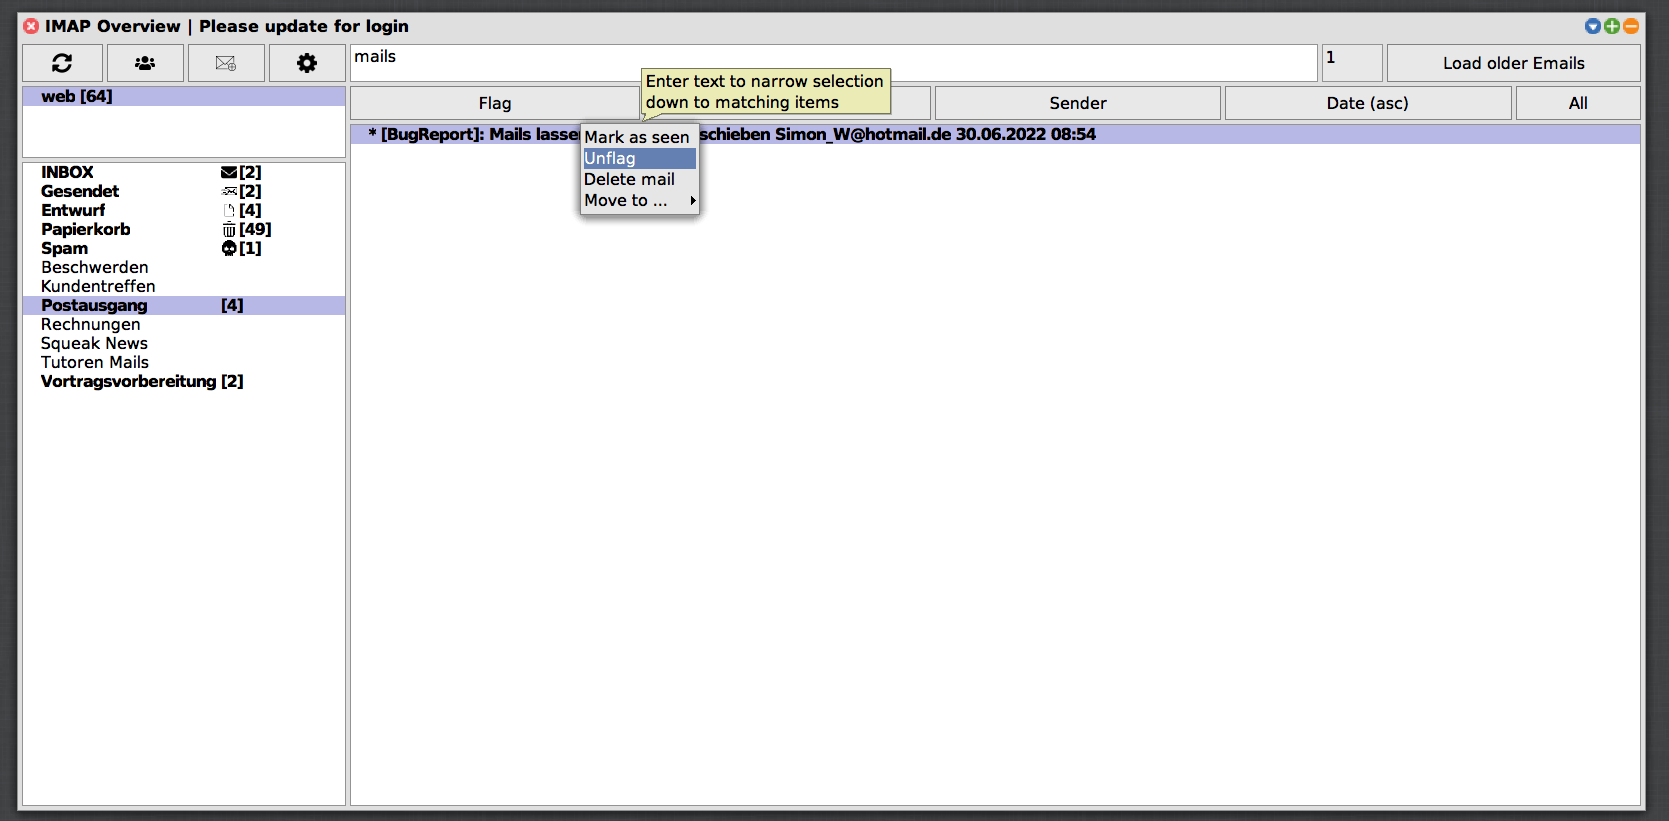 IMAP Overview | Please update for login
mails
1
Load older Emails
Enter text to narrow selection
down to matching items
web [64]
Flag
Sender
Date (asc)
All
* [BugReport]: Mails schieben Simon_W@hotmail.de 30.06.2022 08:54
Mark as seen
Unflag
Delete mail
Move to ...
INBOX [2]
Gesendet [2]
Entwurf [4]
Papierkorb [49]
Spam [1]
Beschwerden
Kundentreffen
Postausgang [4]
Rechnungen
Squeak News
Tutoren Mails
Vortragsvorbereitung [2]